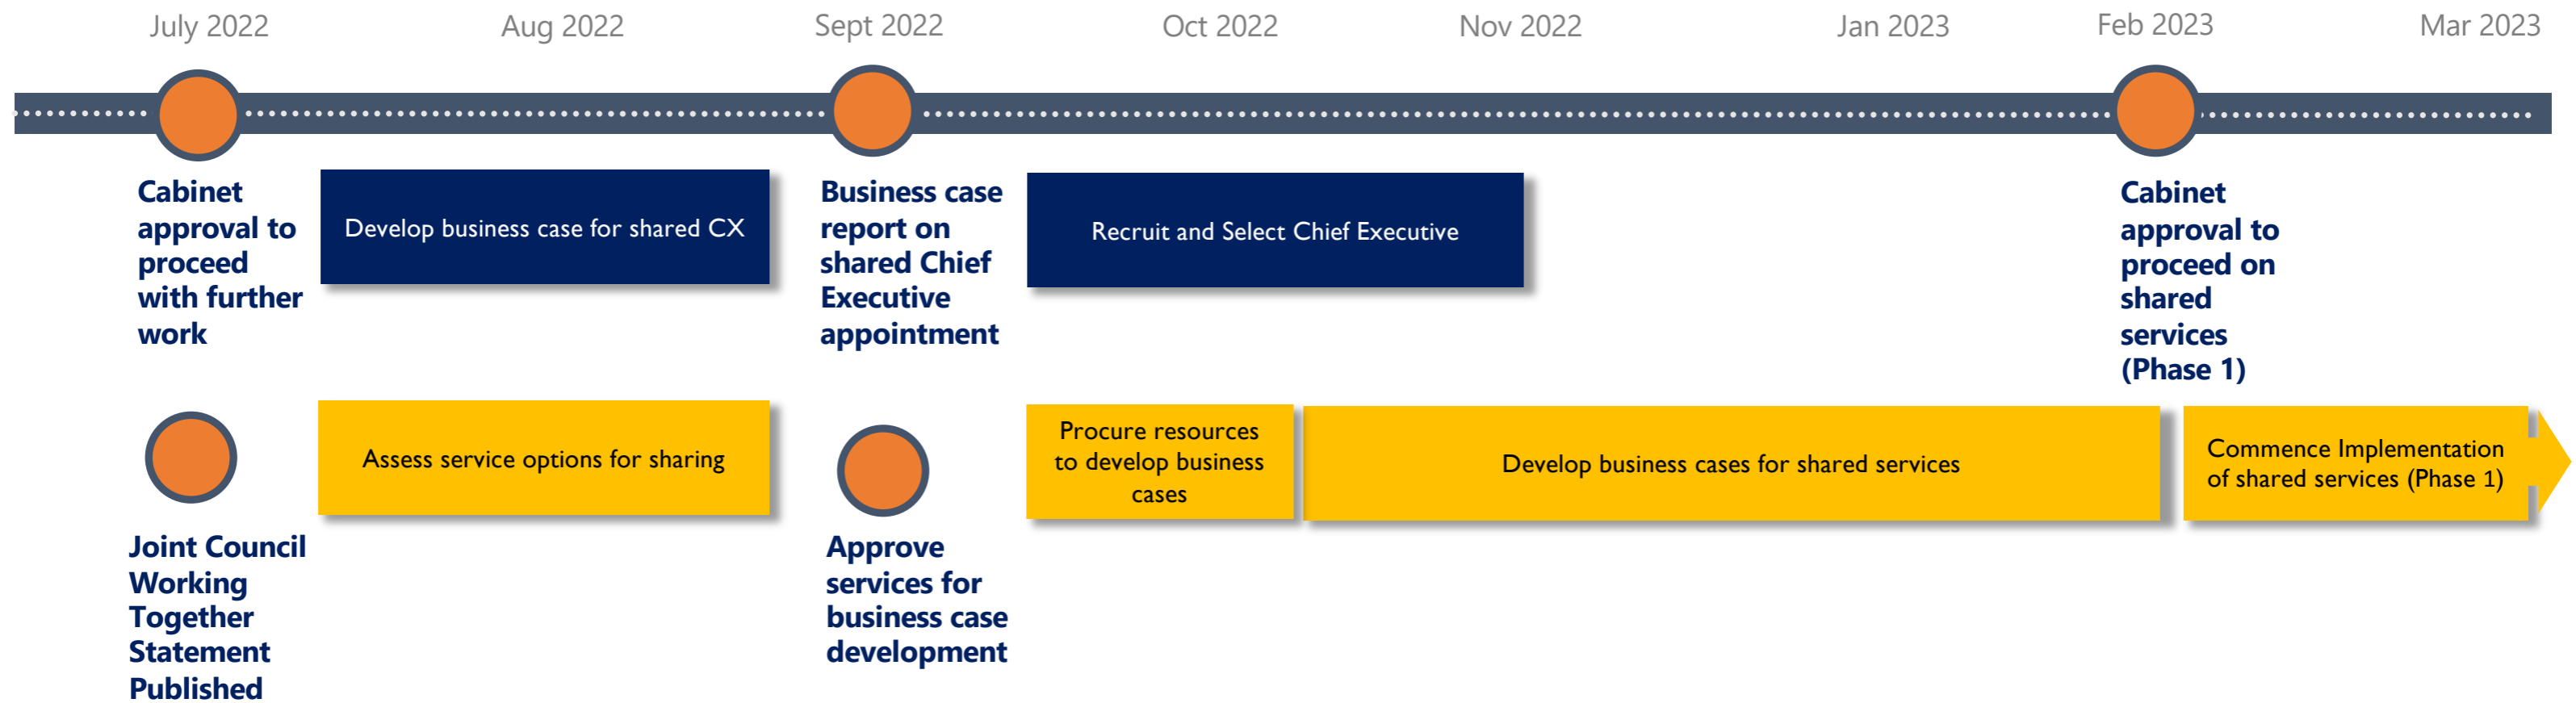 July 2022
Aug 2022
Sept 2022
Oct 2022
Nov 2022
Jan 2023
Feb 2023
Mar 2023
Cabinet
approval to
proceed
with further
work
Develop business case for shared CX
Business case
report on
shared Chief
Executive
appointment
Recruit and Select Chief Executive
Cabinet
approval to
proceed on
shared
services
(Phase 1)
Joint Council
Working
Together
Statement
Published
Assess service options for sharing
Approve
services for
business case
development
Procure resources
to develop business
cases
Develop business cases for shared services
Commence Implementation
of shared services (Phase 1)